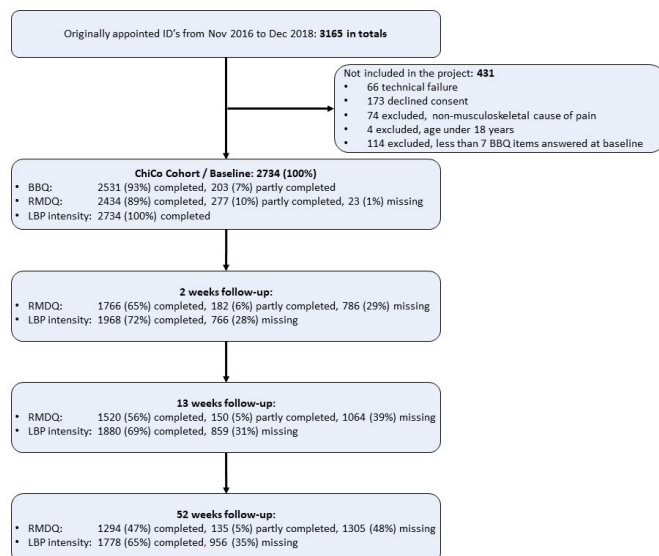 Originally appointed ID's from Nov 2016 to Dec 2018: 3165 in totals
Not included in the project: 431
• 66 technical failure
• 173 declined consent
• 74 excluded, non-musculoskeletal cause of pain
• 4 excluded, age under 18 years
• 114 excluded, less than 7 BBQ items answered at baseline
ChiCo Cohort / Baseline: 2734 (100%)
• BBQ: 2531 (93%) completed, 203 (7%) partly completed
• RMDQ: 2434 (89%) completed, 277 (10%) partly completed, 23 (1%) missing
• LBP intensity: 2734 (100%) completed
2 weeks follow-up:
• RMDQ: 1766 (65%) completed, 182 (6%) partly completed, 786 (29%) missing
• LBP intensity: 1968 (72%) completed, 766 (28%) missing
13 weeks follow-up:
• RMDQ: 1520 (56%) completed, 150 (5%) partly completed, 1064 (39%) missing
• LBP intensity: 1880 (69%) completed, 859 (31%) missing
52 weeks follow-up:
• RMDQ: 1294 (47%) completed, 135 (5%) partly completed, 1305 (48%) missing
• LBP intensity: 1778 (65%) completed, 956 (35%) missing